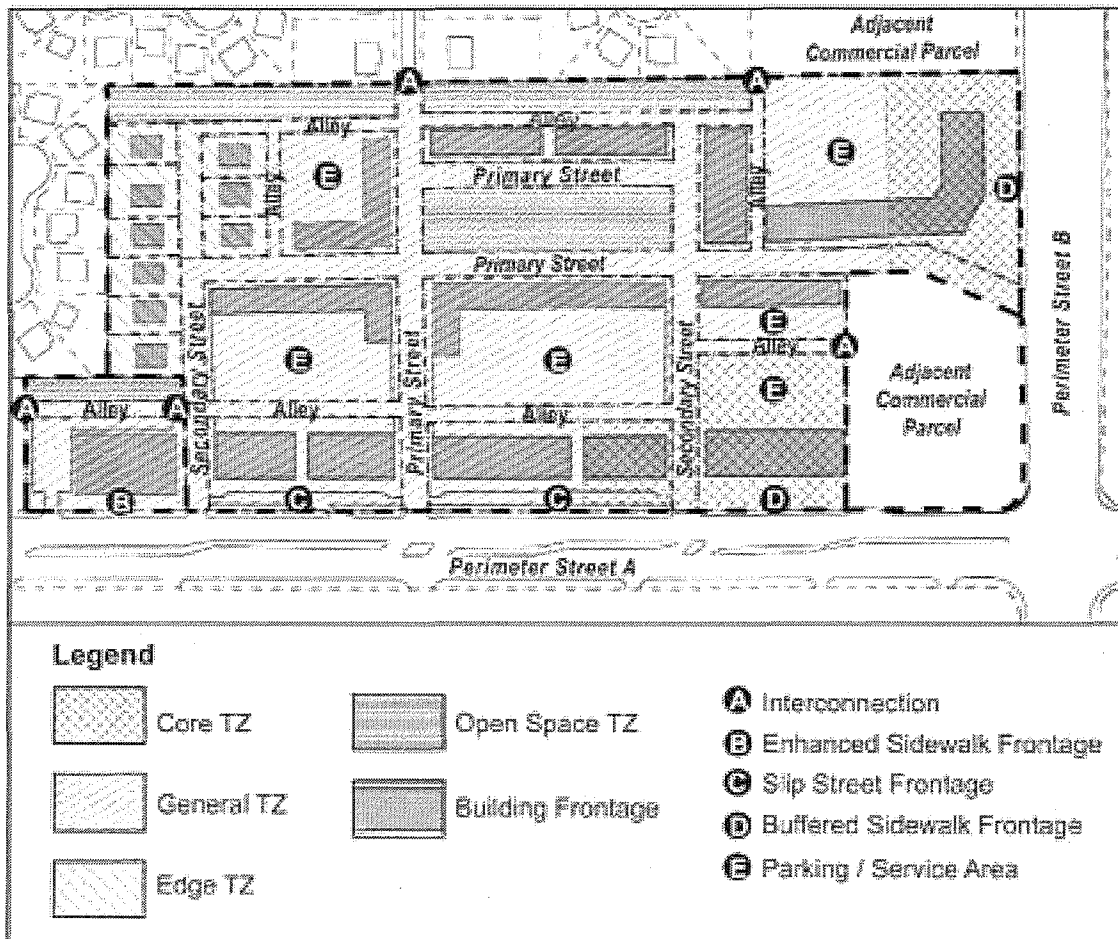 Adjacent
Commercial Parcel
A
A
Alley
Alley
E
E
Primary Street
Alley
Alley
D
Primary Street
Perimeter Street B
Secondary Street
E
Primary Street
E
Secondary Street
E
Alley
A
E
Adjacent
Commercial
Parcel
A
Alley
A
Alley
Alley
B
C
C
D
Perimeter Street A
Legend
Core TZ
General TZ
Edge TZ
Open Space TZ
Building Frontage
A Interconnection
B Enhanced Sidewalk Frontage
C Slip Street Frontage
D Buffered Sidewalk Frontage
E Parking / Service Area